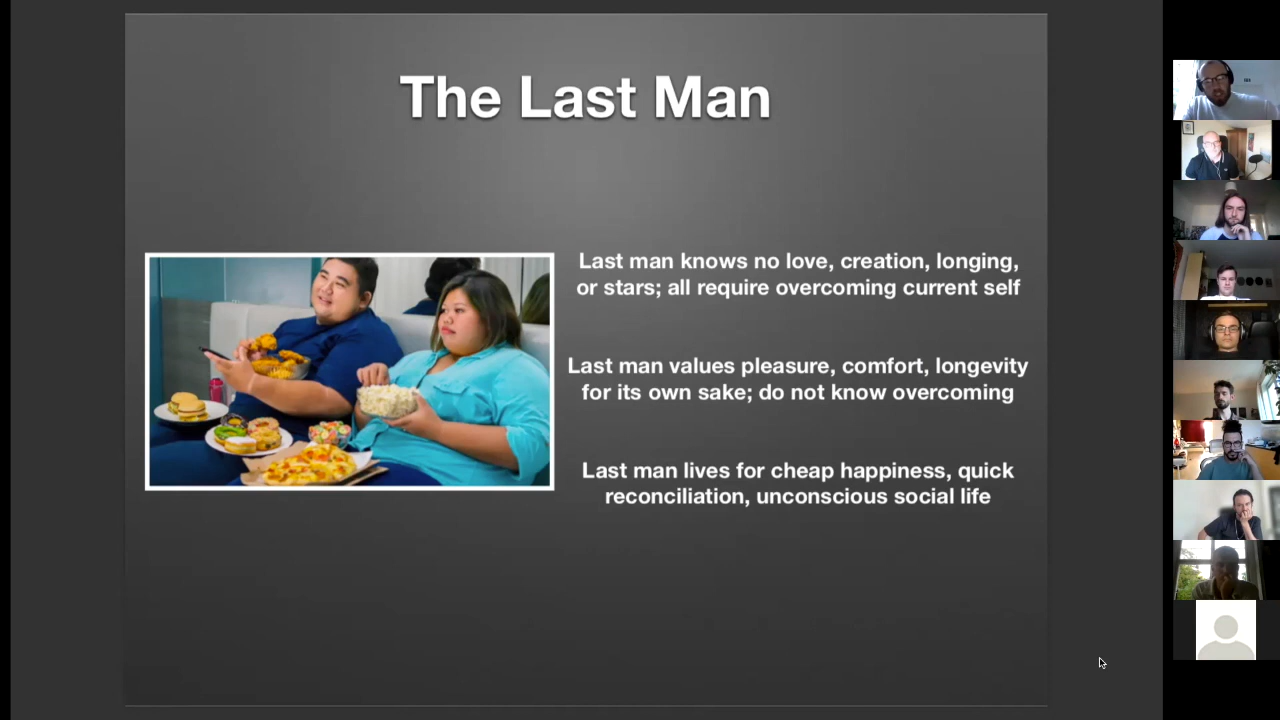 The Last Man
Last man knows no love, creation, longing,
or stars; all require overcoming current self
Last man values pleasure, comfort, longevity
for its own sake; do not know overcoming
Last man lives for cheap happiness, quick
reconciliation, unconscious social life